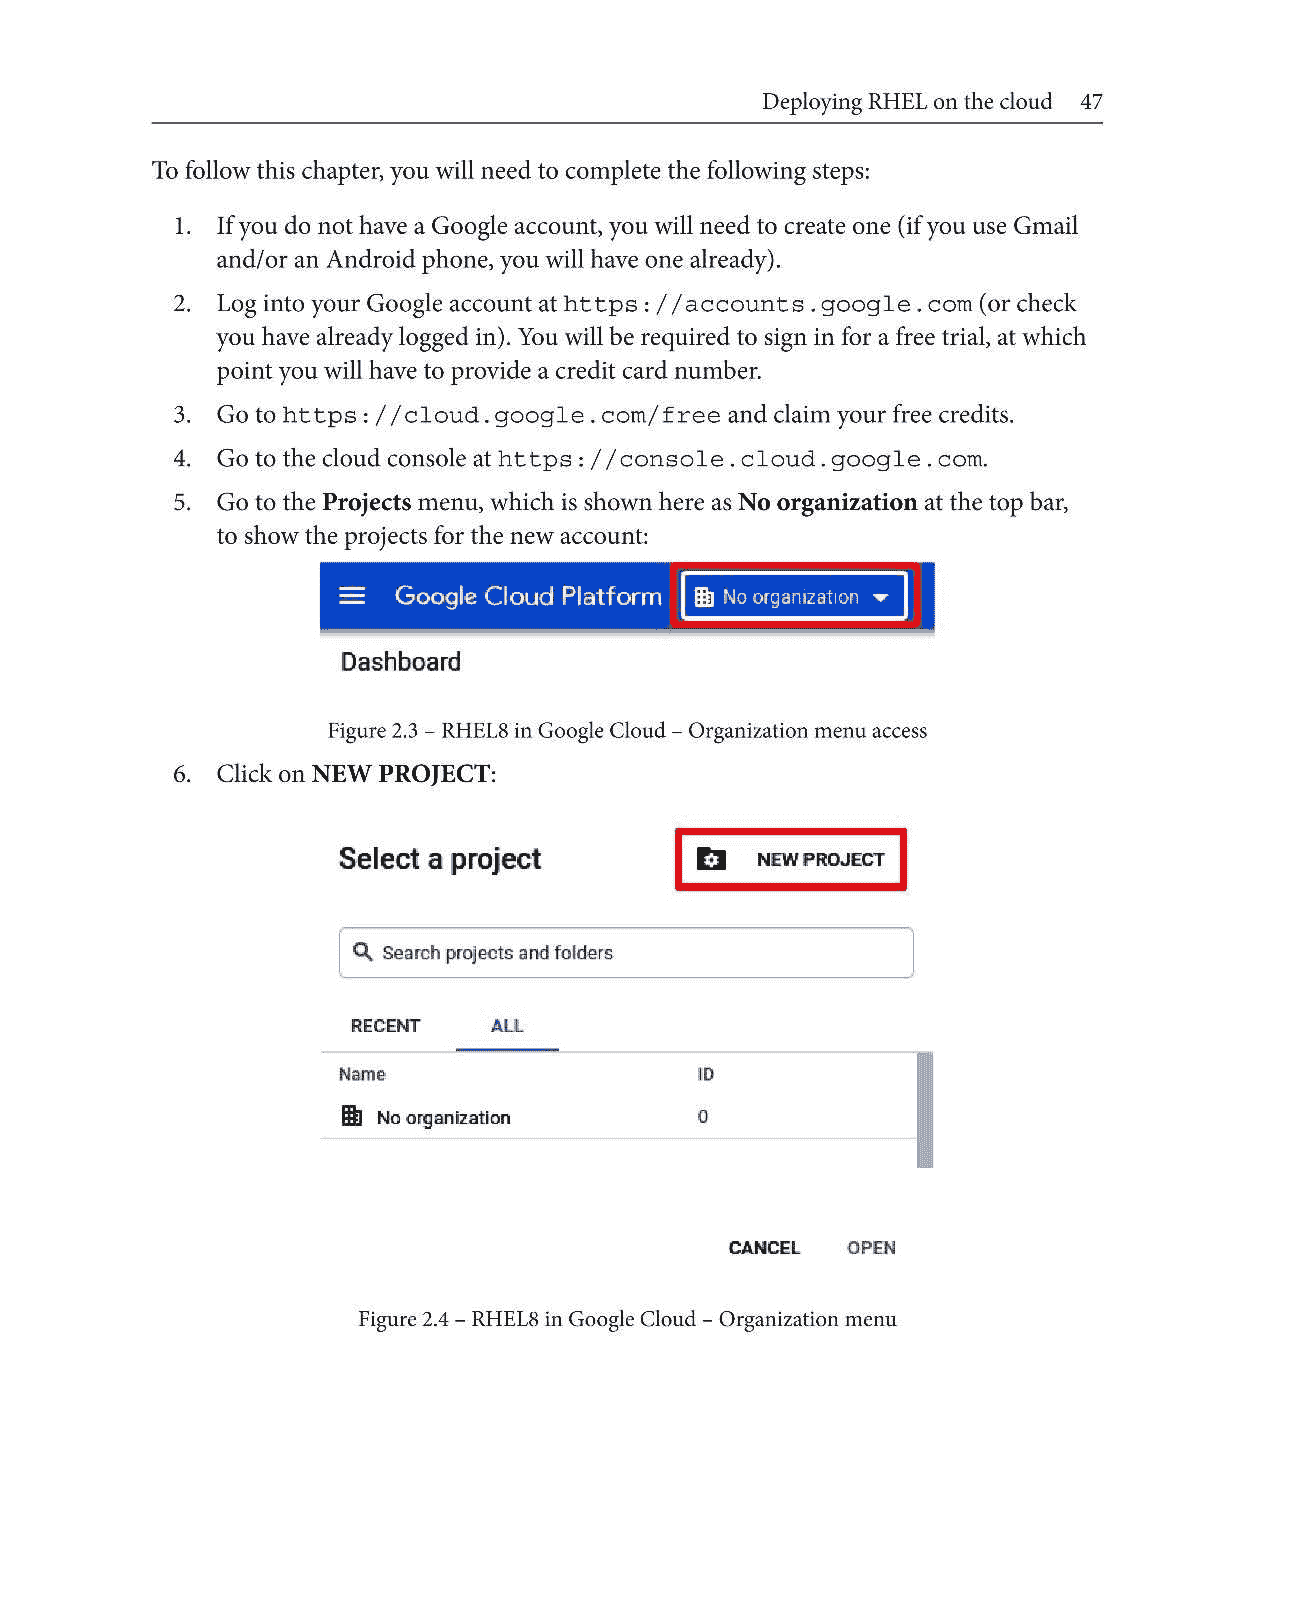 Deploying RHEL on the cloud 47
To follow this chapter, you will need to complete the following steps:
1. If you do not have a Google account, you will need to create one (if you use Gmail
and/or an Android phone, you will have one already).
2. Log into your Google account at https://accounts.google.com (or check
you have already logged in). You will be required to sign in for a free trial, at which
point you will have to provide a credit card number.
3. Go to https://cloud.google.com/free and claim your free credits.
4. Go to the cloud console at https://console.cloud.google.com.
5. Go to the Projects menu, which is shown here as No organization at the top bar,
to show the projects for the new account:
Google Cloud Platform No organization
Dashboard
Figure 2.3 – RHEL8 in Google Cloud – Organization menu access
6. Click on NEW PROJECT:
Select a project NEW PROJECT
Search projects and folders
RECENT ALL
Name ID
No organization 0
CANCEL OPEN
Figure 2.4 – RHEL8 in Google Cloud – Organization menu